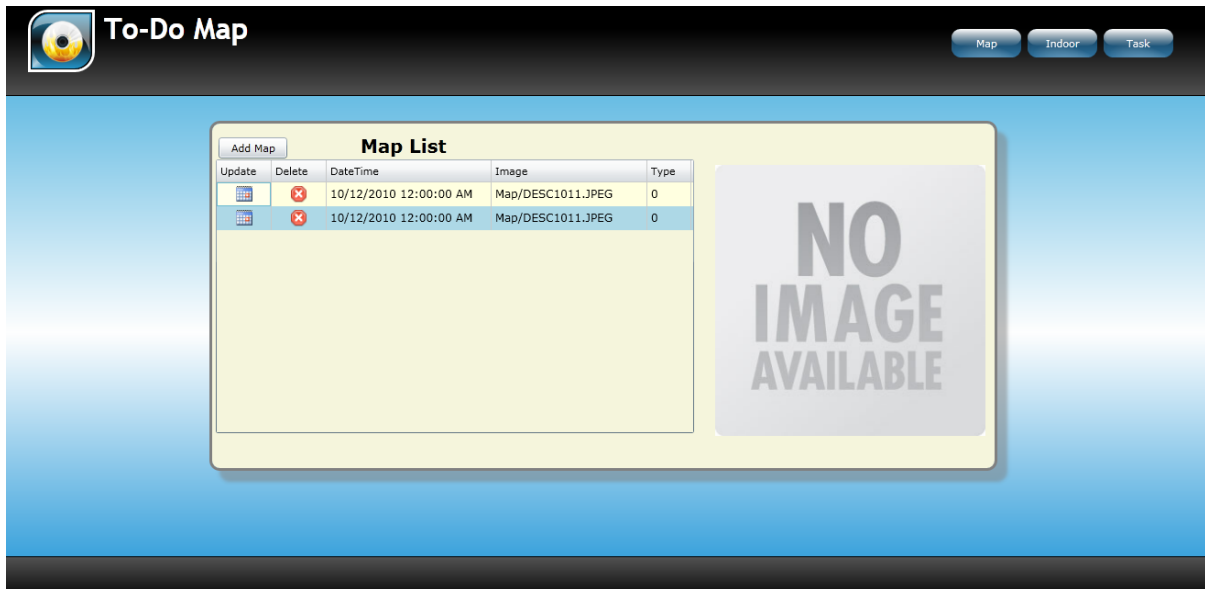 To-Do Map
Map Indoor Task
Add Map Map List
Update Delete DateTime Image Type
10/12/2010 12:00:00 AM Map/DESC1011.JPEG 0
10/12/2010 12:00:00 AM Map/DESC1011.JPEG 0
NO
IMAGE
AVAILABLE